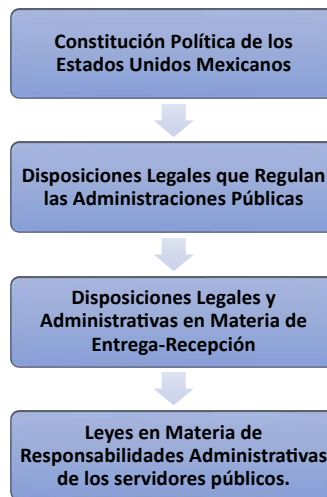 Constitución Política de los
Estados Unidos Mexicanos
Disposiciones Legales que Regulan
las Administraciones Públicas
Disposiciones Legales y
Administrativas en Materia de
Entrega-Recepción
Leyes en Materia de
Responsabilidades Administrativas
de los servidores públicos.